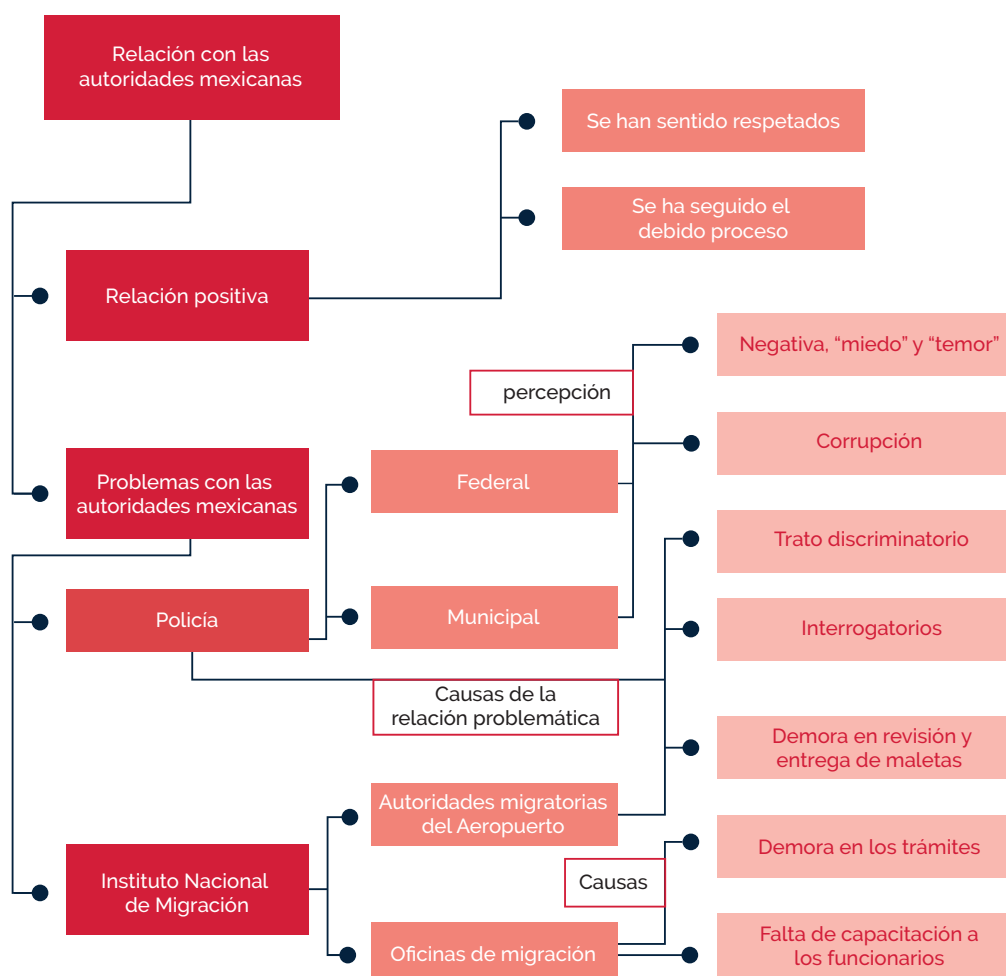 Relación con las
autoridades mexicanas
Se han sentido respetados
Se ha seguido el
debido proceso
Relación positiva
Negativa, “miedo” y “temor”
percepción
Corrupción
Problemas con las
autoridades mexicanas
Federal
Trato discriminatorio
Policía
Municipal
Interrogatorios
Causas de la
relación problemática
Demora en revisión y
entrega de maletas
Autoridades migratorias
del Aeropuerto
Demora en los trámites
Instituto Nacional
de Migración
Causas
Oficinas de migración
Falta de capacitación a
los funcionarios